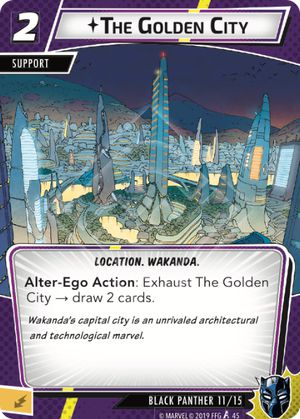 2
THE GOLDEN CITY
SUPPORT
LOCATION. WAKANDA.
Alter-Ego Action: Exhaust The Golden
City → draw 2 cards.
Wakanda's capital city is an unrivaled architectural
and technological marvel.
BLACK PANTHER 11/15
© MARVEL © 2019 FFG A 45